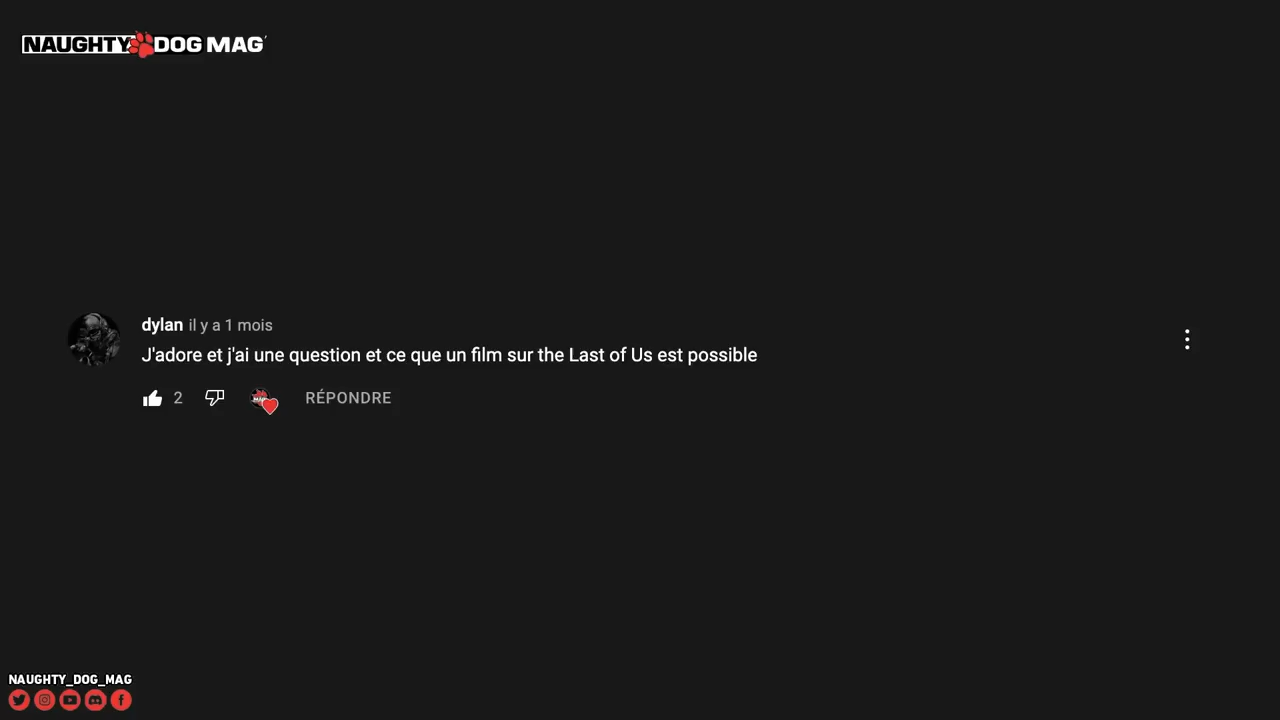 NAUGHTY DOG MAG
dylan il y a 1 mois
J'adore et j'ai une question et ce que un film sur the Last of Us est possible
2 RÉPONDRE
NAUGHTY_DOG_MAG